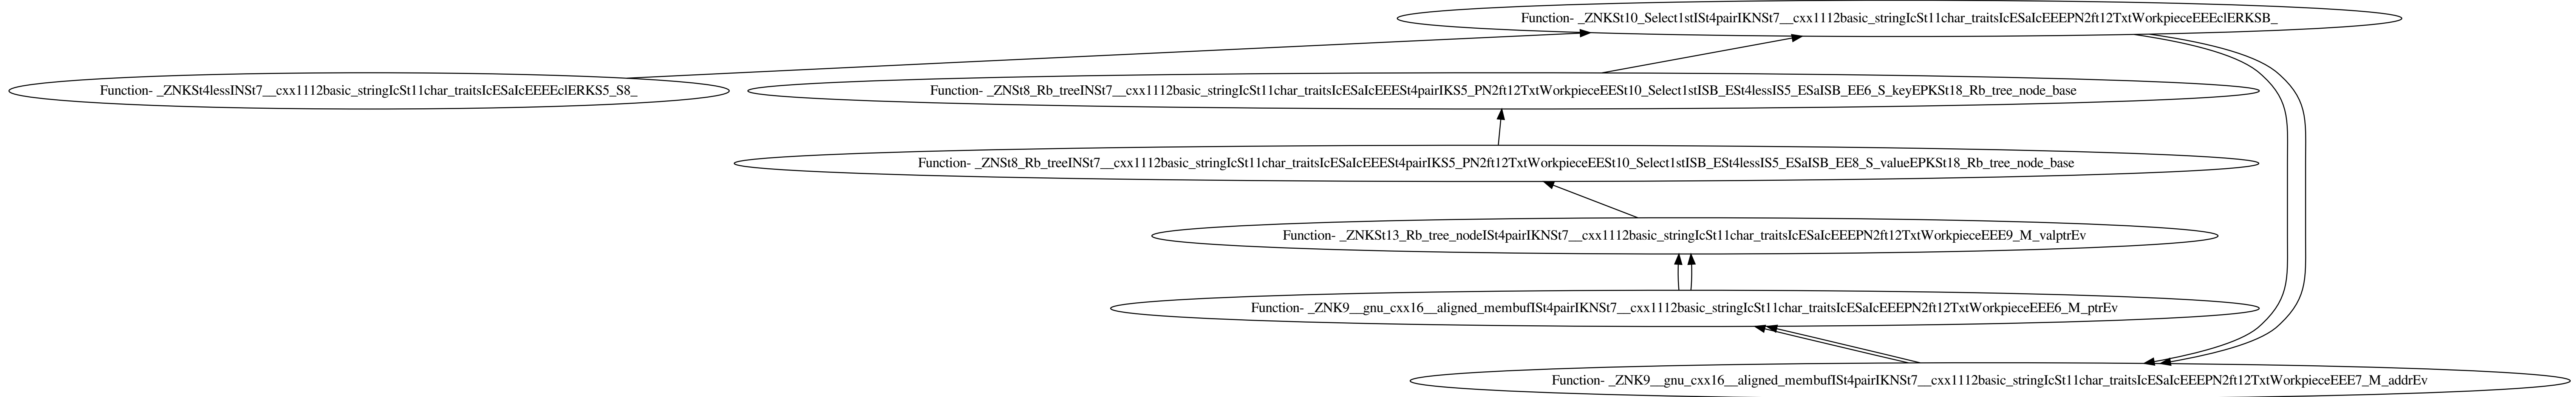 Function- _ZNKSt10_Select1stISt4pairIKNSt7__cxx1112basic_stringIcSt11char_traitsIcESaIcEEEPN2ft12TxtWorkpieceEEEclERKSB_
Function- _ZNKSt4lessINSt7__cxx1112basic_stringIcSt11char_traitsIcESaIcEEEEclERKS5_S8_
Function- _ZNSt8_Rb_treeINSt7__cxx1112basic_stringIcSt11char_traitsIcESaIcEEESt4pairIKS5_PN2ft12TxtWorkpieceEESt10_Select1stISB_ESt4lessIS5_ESaISB_EE6_S_keyEPKSt18_Rb_tree_node_base
Function- _ZNSt8_Rb_treeINSt7__cxx1112basic_stringIcSt11char_traitsIcESaIcEEESt4pairIKS5_PN2ft12TxtWorkpieceEESt10_Select1stISB_ESt4lessIS5_ESaISB_EE8_S_valueEPKSt18_Rb_tree_node_base
Function- _ZNKSt13_Rb_tree_nodeISt4pairIKNSt7__cxx1112basic_stringIcSt11char_traitsIcESaIcEEEPN2ft12TxtWorkpieceEEE9_M_valptrEv
Function- _ZNK9__gnu_cxx16__aligned_membufISt4pairIKNSt7__cxx1112basic_stringIcSt11char_traitsIcESaIcEEEPN2ft12TxtWorkpieceEEE6_M_ptrEv
Function- _ZNK9__gnu_cxx16__aligned_membufISt4pairIKNSt7__cxx1112basic_stringIcSt11char_traitsIcESaIcEEEPN2ft12TxtWorkpieceEEE7_M_addrEv